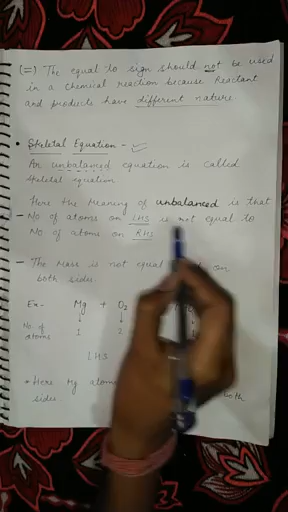 (=) The equal to sign should not be used
in a chemical reaction because Reactant
and products have different nature
• Skeletal Equation -
An unbalanced equation is called
skeletal equation
Here the Meaning of unbalanced is that
- No of atoms on LHS is not equal to
No of atoms on RHS
- The Mass is not equal on
both sides.
Ex- Mg + O2
No of atoms 1 2
LHS
* Here Mg atoms both
sides.